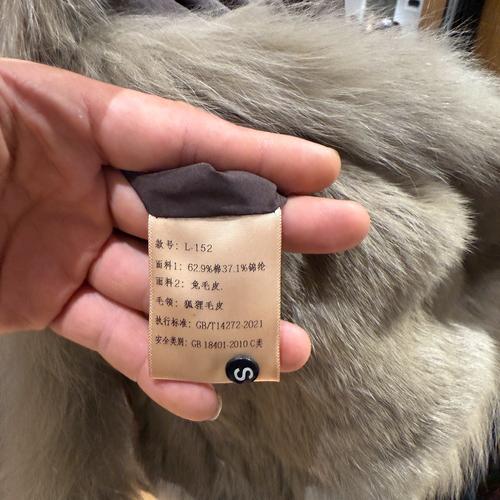 款号: L-152
面料1: 62.9%棉37.1%锦纶
面料2: 兔毛皮.
毛领: 狐狸毛皮
执行标准: GB/T14272-2021
安全类别: GB 18401-2010 C类
S